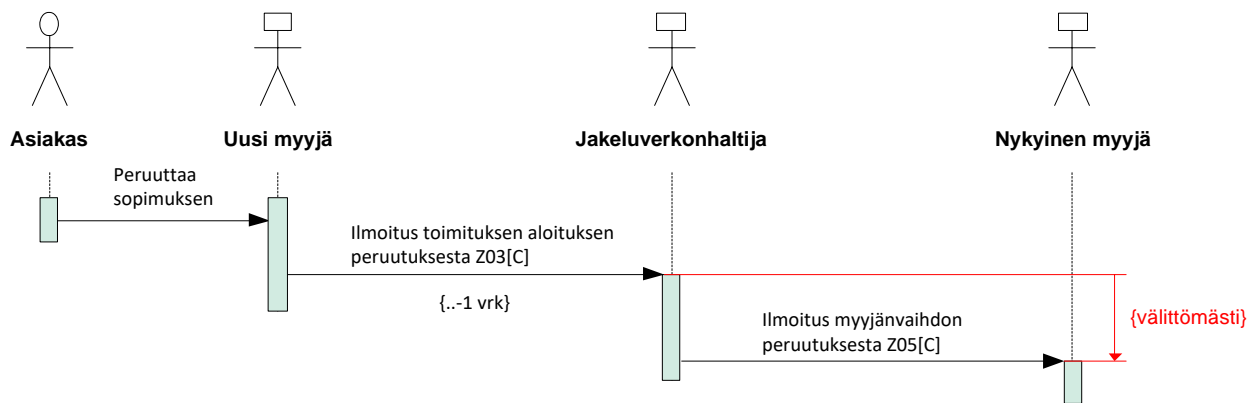 Asiakas
Uusi myyjä
Jakeluverkonhaltija
Nykyinen myyjä
Peruuttaa
sopimuksen
Ilmoitus toimituksen aloituksen
peruutuksesta Z03[C]
{..-1 vrk}
Ilmoitus myyjänvaihdon
peruutuksesta Z05[C]
{välittömästi}